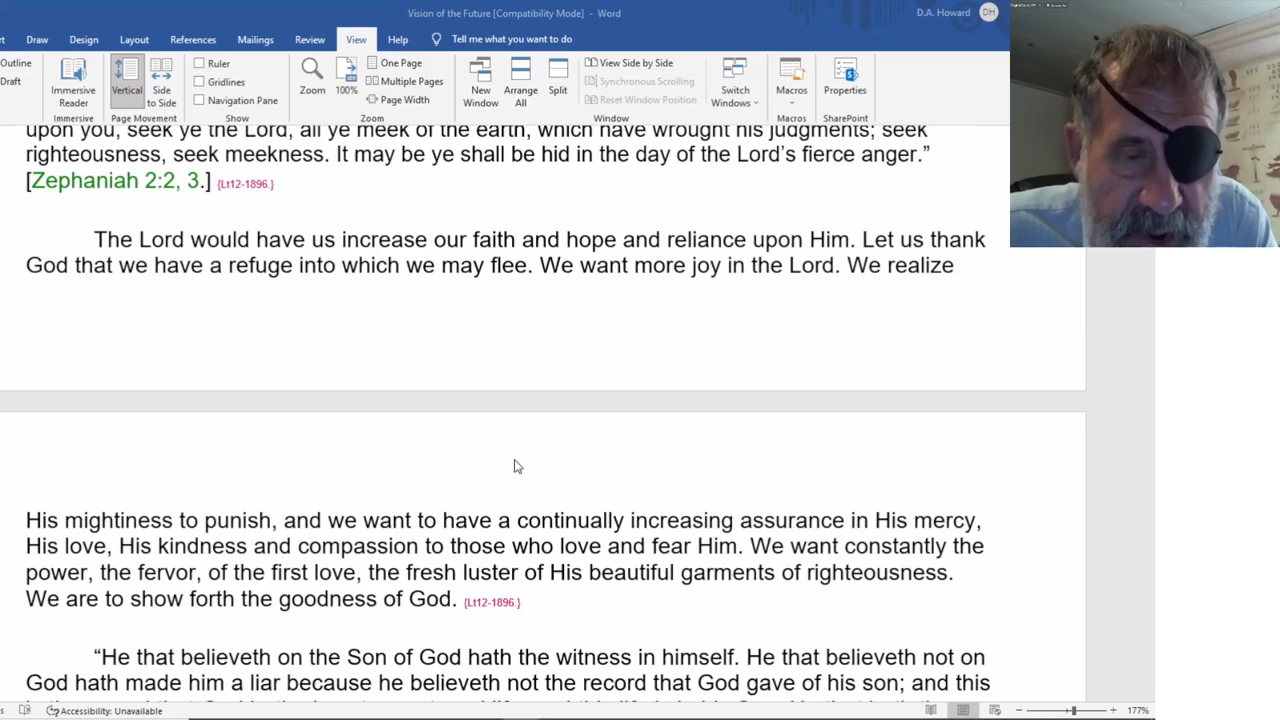 Vision of the Future [Compatibility Mode] - Word
D.A. Howard DH
Draw Design Layout References Mailings Review View Help Tell me what you want to do
Outline
Draft
Immersive Reader
Immersive
Vertical
Side to Side
Page Movement
Ruler
Gridlines
Navigation Pane
Show
Zoom
100%
One Page
Multiple Pages
Page Width
Zoom
New Window
Arrange All
Split
View Side by Side
Synchronous Scrolling
Reset Window Position
Window
Switch Windows
Macros
Macros
Properties
SharePoint
upon you, seek ye the Lord, all ye meek of the earth, which have wrought his judgments; seek
righteousness, seek meekness. It may be ye shall be hid in the day of the Lord's fierce anger.”
[Zephaniah 2:2, 3.] {Lt12-1896.}
The Lord would have us increase our faith and hope and reliance upon Him. Let us thank
God that we have a refuge into which we may flee. We want more joy in the Lord. We realize
His mightiness to punish, and we want to have a continually increasing assurance in His mercy,
His love, His kindness and compassion to those who love and fear Him. We want constantly the
power, the fervor, of the first love, the fresh luster of His beautiful garments of righteousness.
We are to show forth the goodness of God. {Lt12-1896.}
“He that believeth on the Son of God hath the witness in himself. He that believeth not on
God hath made him a liar because he believeth not the record that God gave of his son; and this
Accessibility: Unavailable
177%